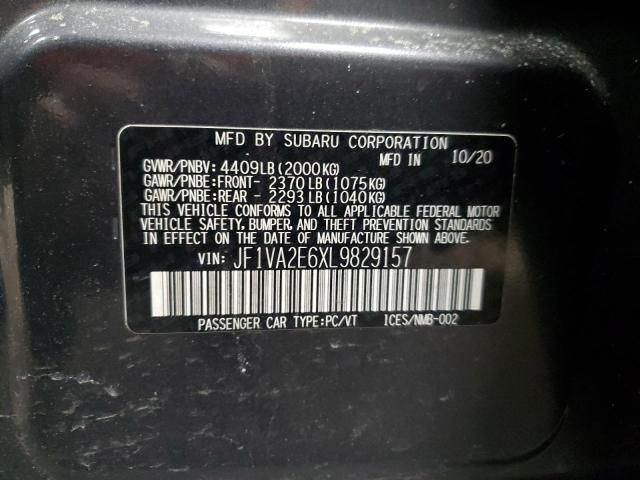 MFD BY SUBARU CORPORATION
MFD IN 10/20
GVWR/PNBV: 4409LB(2000KG)
GAWR/PNBE:FRONT- 2370LB(1075KG)
GAWR/PNBE:REAR - 2293LB(1040KG)
THIS VEHICLE CONFORMS TO ALL APPLICABLE FEDERAL MOTOR
VEHICLE SAFETY, BUMPER, AND THEFT PREVENTION STANDARDS
IN EFFECT ON THE DATE OF MANUFACTURE SHOWN ABOVE.
VIN: JF1VA2E6XL9829157
PASSENGER CAR TYPE:PC/VT ICES/NMB-002